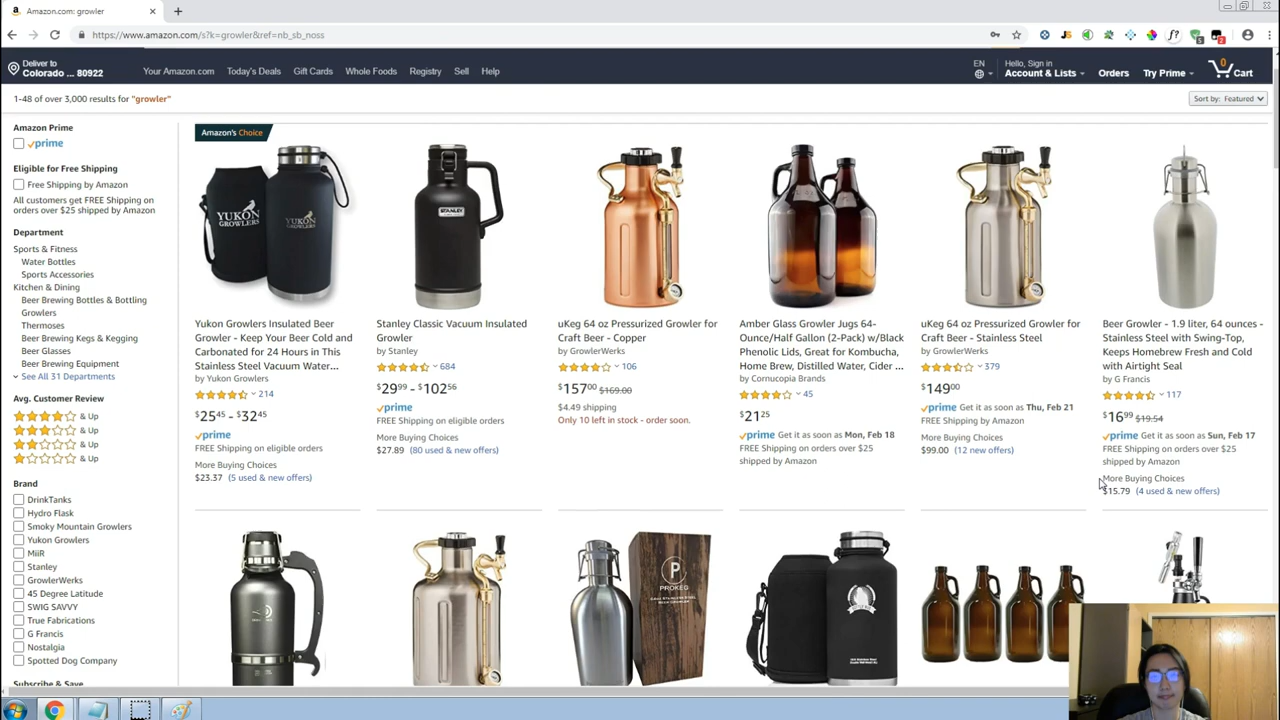 Amazon.com: growler
https://www.amazon.com/s?k=growler&ref=nb_sb_noss
Deliver to
Colorado ... 80922
Your Amazon.com
Today's Deals
Gift Cards
Whole Foods
Registry
Sell
Help
EN
Hello, Sign in
Account & Lists
Orders
Try Prime
0
Cart
1-48 of over 3,000 results for "growler"
Sort by: Featured
Amazon Prime
prime
Eligible for Free Shipping
Free Shipping by Amazon
All customers get FREE Shipping on
orders over $25 shipped by Amazon
Department
Sports & Fitness
Water Bottles
Sports Accessories
Kitchen & Dining
Beer Brewing Bottles & Bottling
Growlers
Thermoses
Beer Brewing Kegs & Kegging
Beer Glasses
Beer Brewing Equipment
See All 31 Departments
Avg. Customer Review
& Up
& Up
& Up
& Up
Brand
DrinkTanks
Hydro Flask
Smoky Mountain Growlers
Yukon Growlers
MiiR
Stanley
GrowlerWerks
45 Degree Latitude
SWIG SAVVY
True Fabrications
G Francis
Nostalgia
Spotted Dog Company
Subscribe & Save
Amazon's Choice
YUKON
GROWLERS
YUKON
GROWLERS
Yukon Growlers Insulated Beer
Growler - Keep Your Beer Cold and
Carbonated for 24 Hours in This
Stainless Steel Vacuum Water...
by Yukon Growlers
214
$25.45 - $32.45
prime
FREE Shipping on eligible orders
More Buying Choices
$23.37 (5 used & new offers)
STANLEY
Stanley Classic Vacuum Insulated
Growler
by Stanley
684
$29.99 - $102.56
prime
FREE Shipping on eligible orders
More Buying Choices
$27.89 (80 used & new offers)
uKeg 64 oz Pressurized Growler for
Craft Beer - Copper
by GrowlerWerks
106
$157.00 $169.00
$4.49 shipping
Only 10 left in stock - order soon.
Amber Glass Growler Jugs 64-
Ounce/Half Gallon (2-Pack) w/Black
Phenolic Lids, Great for Kombucha,
Home Brew, Distilled Water, Cider ...
by Cornucopia Brands
45
$21.25
prime Get it as soon as Mon, Feb 18
FREE Shipping on orders over $25
shipped by Amazon
uKeg 64 oz Pressurized Growler for
Craft Beer - Stainless Steel
by GrowlerWerks
379
$149.00
prime Get it as soon as Thu, Feb 21
FREE Shipping by Amazon
More Buying Choices
$99.00 (12 new offers)
Beer Growler - 1.9 liter, 64 ounces -
Stainless Steel with Swing-Top,
Keeps Homebrew Fresh and Cold
with Airtight Seal
by G Francis
117
$16.99 $19.54
prime Get it as soon as Sun, Feb 17
FREE Shipping on orders over $25
shipped by Amazon
More Buying Choices
$15.79 (4 used & new offers)
P
PROKEG